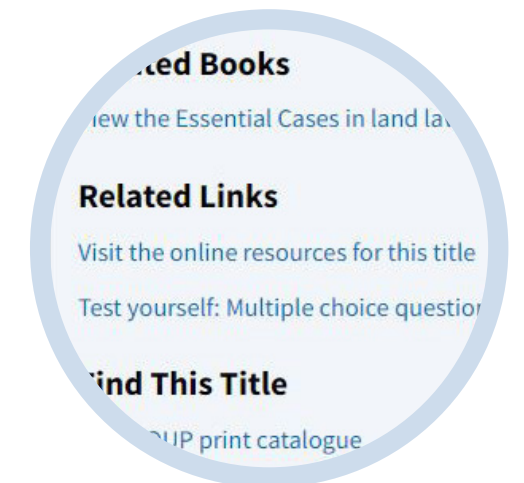 Books
the Essential Cases in land
Related Links
Visit the online resources for this title
Test yourself: Multiple choice
This Title
print catalogue